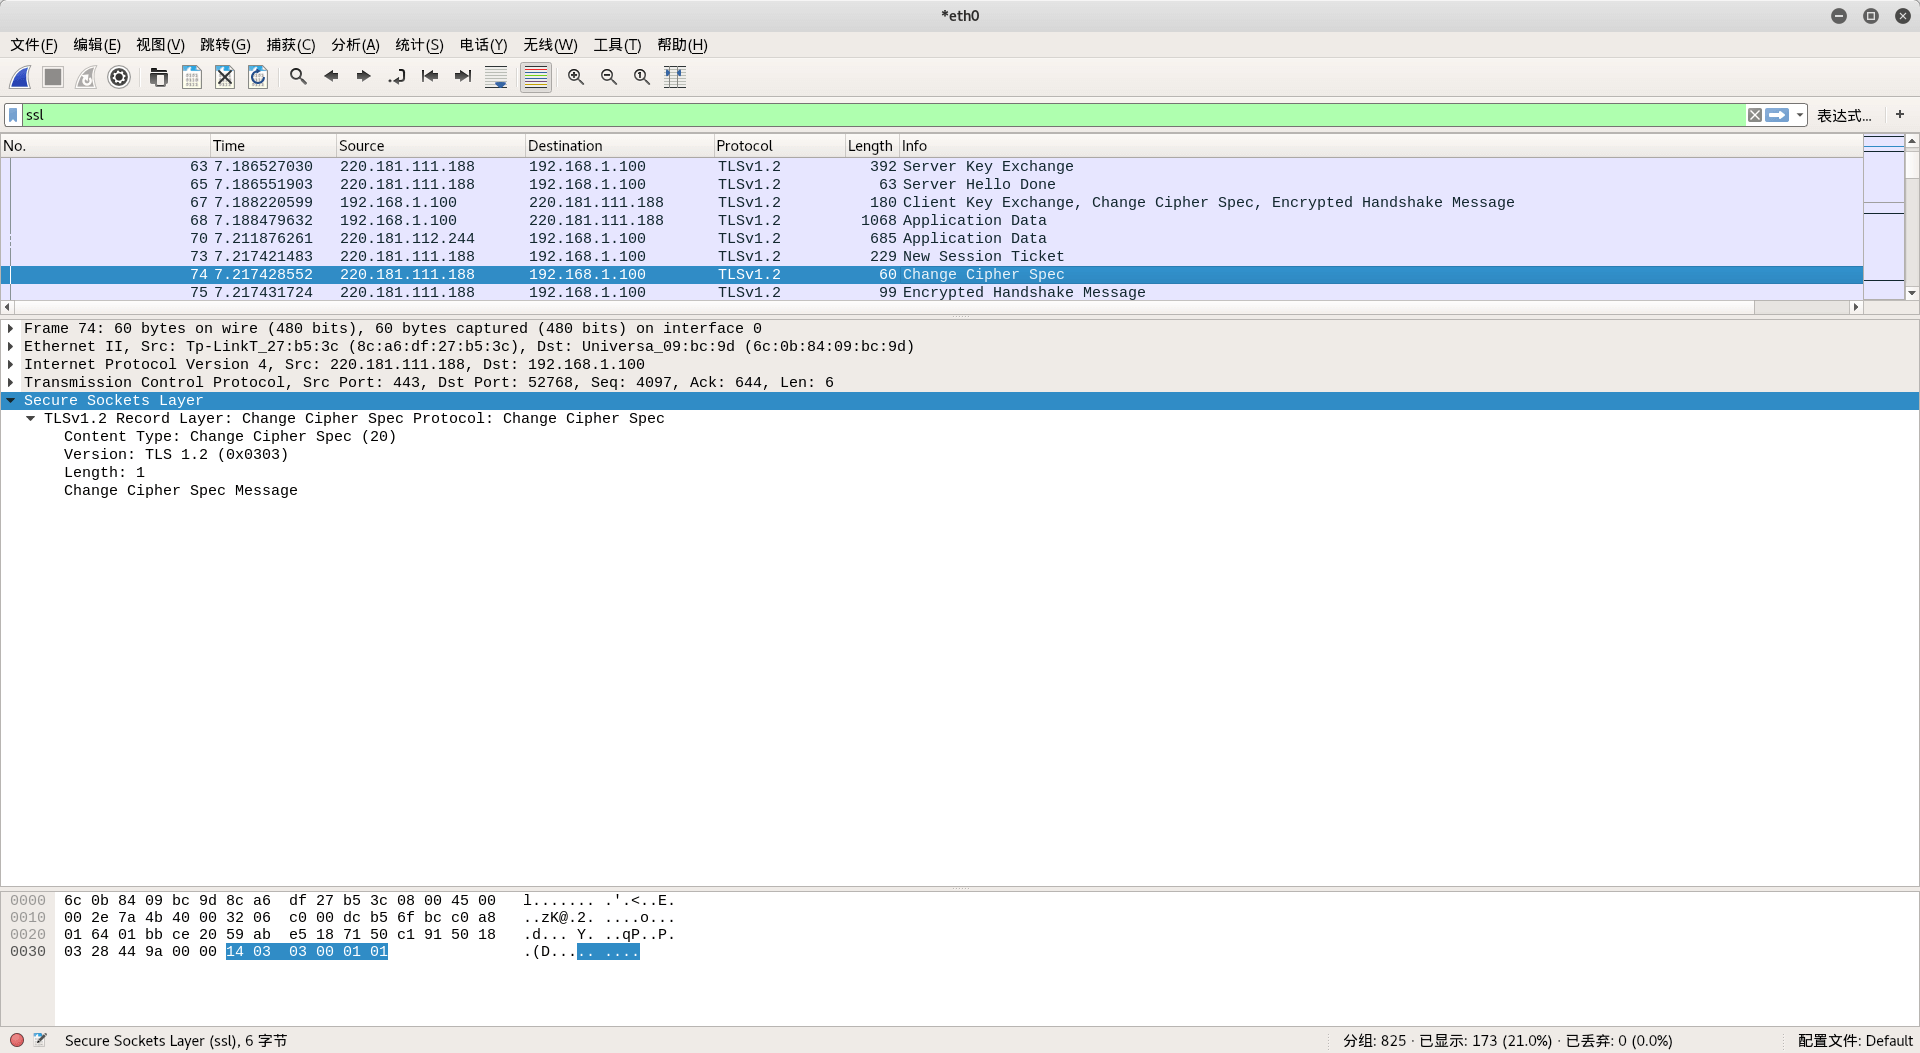 *eth0
文件(F) 编辑(E) 视图(V) 跳转(G) 捕获(C) 分析(A) 统计(S) 电话(Y) 无线(W) 工具(T) 帮助(H)
ssl 表达式… +
No. Time Source Destination Protocol Length Info
63 7.186527030 220.181.111.188 192.168.1.100 TLSv1.2 392 Server Key Exchange
65 7.186551903 220.181.111.188 192.168.1.100 TLSv1.2 63 Server Hello Done
67 7.188220599 192.168.1.100 220.181.111.188 TLSv1.2 180 Client Key Exchange, Change Cipher Spec, Encrypted Handshake Message
68 7.188479632 192.168.1.100 220.181.111.188 TLSv1.2 1068 Application Data
70 7.211876261 220.181.112.244 192.168.1.100 TLSv1.2 685 Application Data
73 7.217421483 220.181.111.188 192.168.1.100 TLSv1.2 229 New Session Ticket
74 7.217428552 220.181.111.188 192.168.1.100 TLSv1.2 60 Change Cipher Spec
75 7.217431724 220.181.111.188 192.168.1.100 TLSv1.2 99 Encrypted Handshake Message
Frame 74: 60 bytes on wire (480 bits), 60 bytes captured (480 bits) on interface 0
Ethernet II, Src: Tp-LinkT_27:b5:3c (8c:a6:df:27:b5:3c), Dst: Universa_09:bc:9d (6c:0b:84:09:bc:9d)
Internet Protocol Version 4, Src: 220.181.111.188, Dst: 192.168.1.100
Transmission Control Protocol, Src Port: 443, Dst Port: 52768, Seq: 4097, Ack: 644, Len: 6
Secure Sockets Layer
TLSv1.2 Record Layer: Change Cipher Spec Protocol: Change Cipher Spec
Content Type: Change Cipher Spec (20)
Version: TLS 1.2 (0x0303)
Length: 1
Change Cipher Spec Message
0000 6c 0b 84 09 bc 9d 8c a6 df 27 b5 3c 08 00 45 00 l....... .'.<..E.
0010 00 2e 7a 4b 40 00 32 06 c0 00 dc b5 6f bc c0 a8 ..zK@.2. ....o...
0020 01 64 01 bb ce 20 59 ab e5 18 71 50 c1 91 50 18 .d... Y. ..qP..P.
0030 03 28 44 9a 00 00 14 03 03 00 01 01 .(D..... ....
Secure Sockets Layer (ssl), 6 字节 分组: 825 · 已显示: 173 (21.0%) · 已丢弃: 0 (0.0%) 配置文件: Default